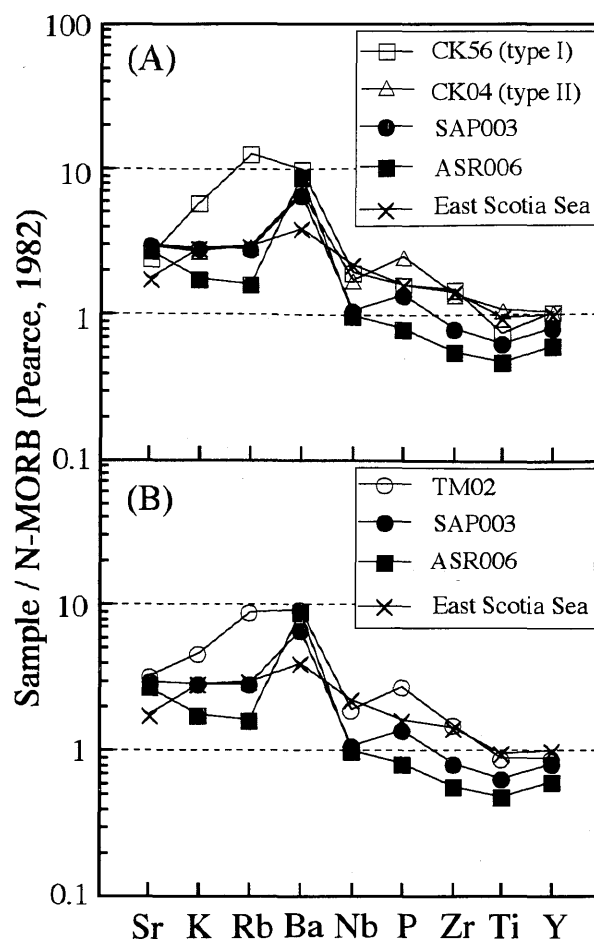 Sample / N-MORB (Pearce, 1982)
100
10
1
0.1
(A)
CK56 (type I)
CK04 (type II)
SAP003
ASR006
East Scotia Sea
10
1
0.1
(B)
TM02
SAP003
ASR006
East Scotia Sea
Sr K Rb Ba Nb P Zr Ti Y